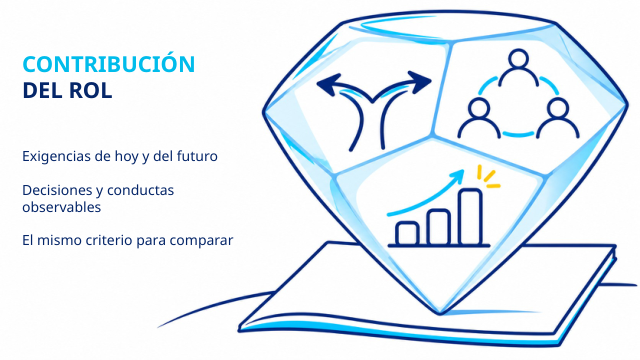 CONTRIBUCIÓN
DEL ROL
Exigencias de hoy y del futuro
Decisiones y conductas
observables
El mismo criterio para comparar